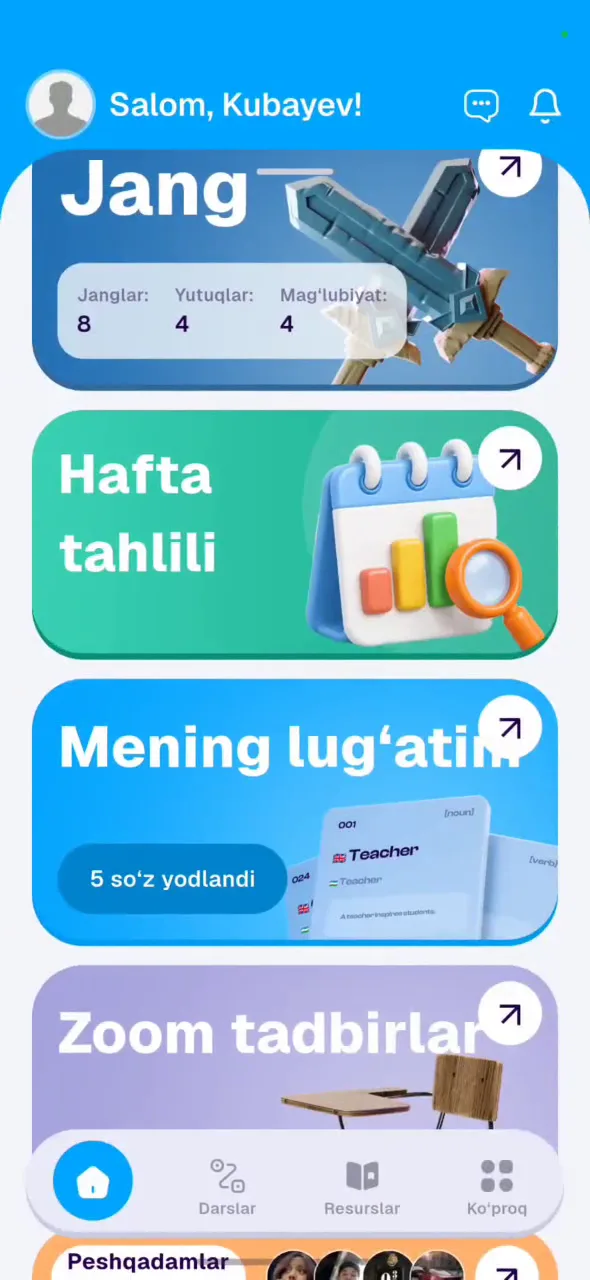 Salom, Kubayev!
Jang
Janglar: Yutuqlar: Mag‘lubiyat:
8 4 4
Hafta
tahlili
Mening lug‘atim
001 [noun]
Teacher
Teacher
A teacher inspires students.
024
[verb]
5 so‘z yodlandi
Zoom tadbirlar
Darslar Resurslar Ko‘proq
Peshqadamlar